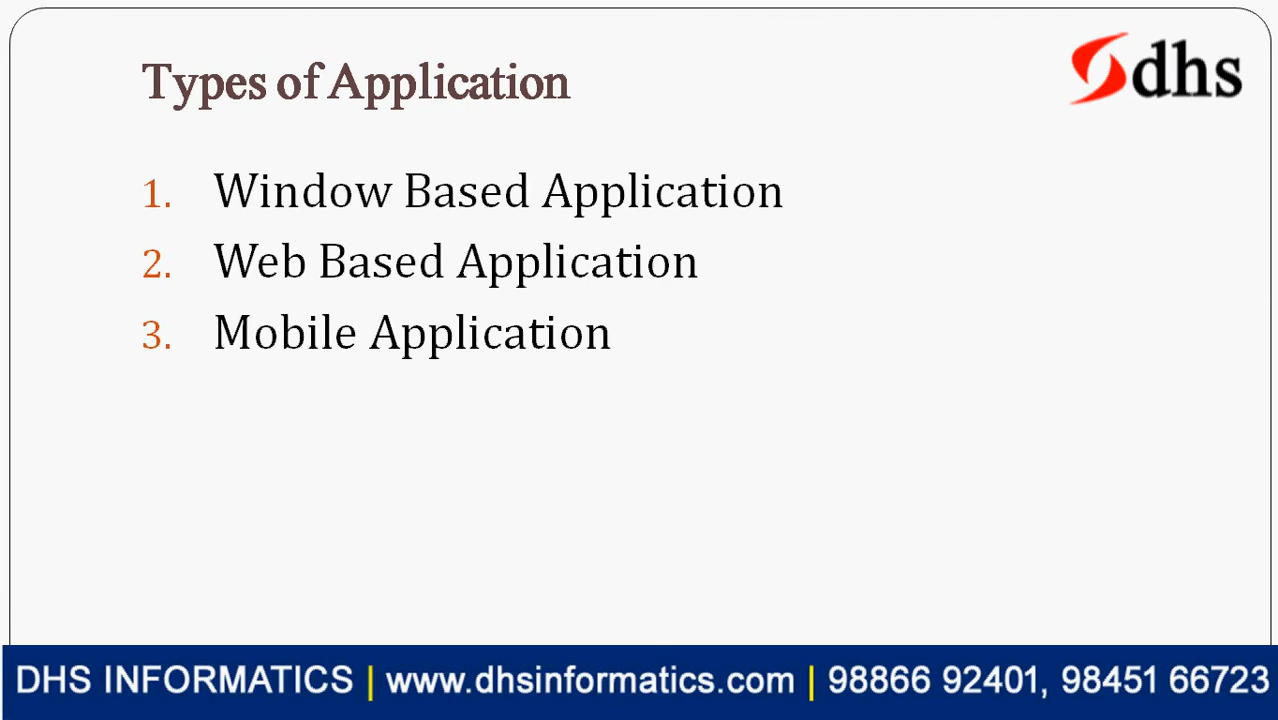 Types of Application
dhs
1. Window Based Application
2. Web Based Application
3. Mobile Application
DHS INFORMATICS | www.dhsinformatics.com | 98866 92401, 98451 66723